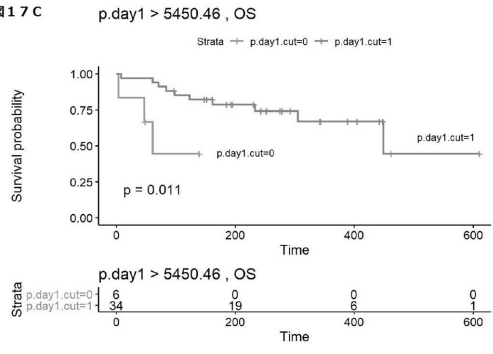 図17C
p.day1 > 5450.46 , OS
Strata p.day1.cut=0 p.day1.cut=1
Survival probability
1.00
0.75
0.50
0.25
0.00
p.day1.cut=1
p.day1.cut=0
p = 0.011
0 200 400 600
Time
p.day1 > 5450.46 , OS
Strata
p.day1.cut=0 6 0 0 0
p.day1.cut=1 34 19 6 1
0 200 400 600
Time